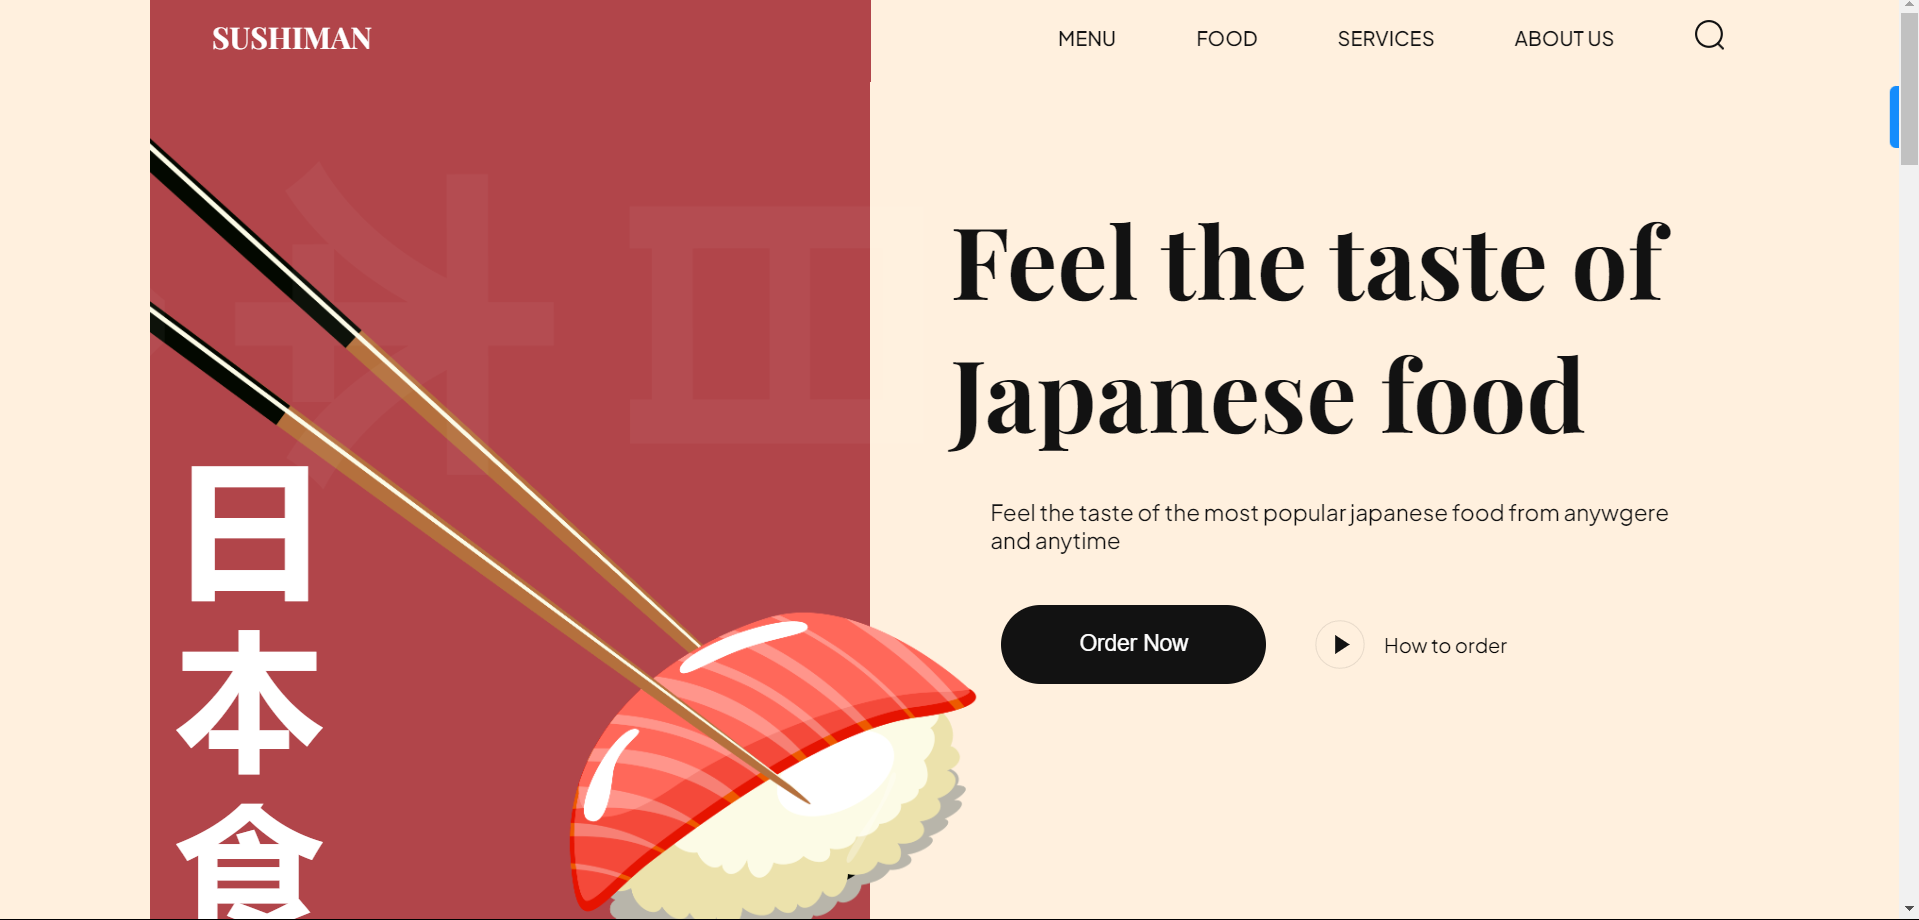 SUSHIMAN
MENU
FOOD
SERVICES
ABOUT US
Feel the taste of
Japanese food
Feel the taste of the most popular japanese food from anywgere
and anytime
Order Now
How to order
日
本
食